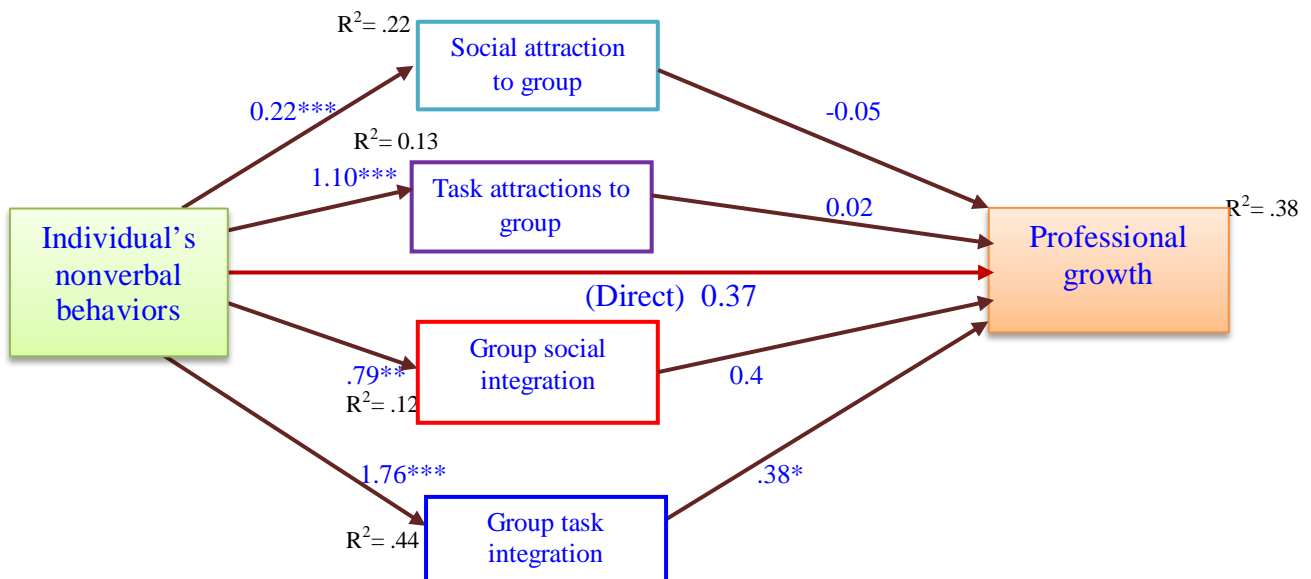 R²= .22
Social attraction
to group
0.22***
-0.05
R²= 0.13
1.10***
Task attractions to
group
0.02
R²= .38
Individual’s
nonverbal
behaviors
Professional
growth
(Direct) 0.37
Group social
integration
.79**
0.4
R²= .12
1.76***
.38*
Group task
integration
R²= .44